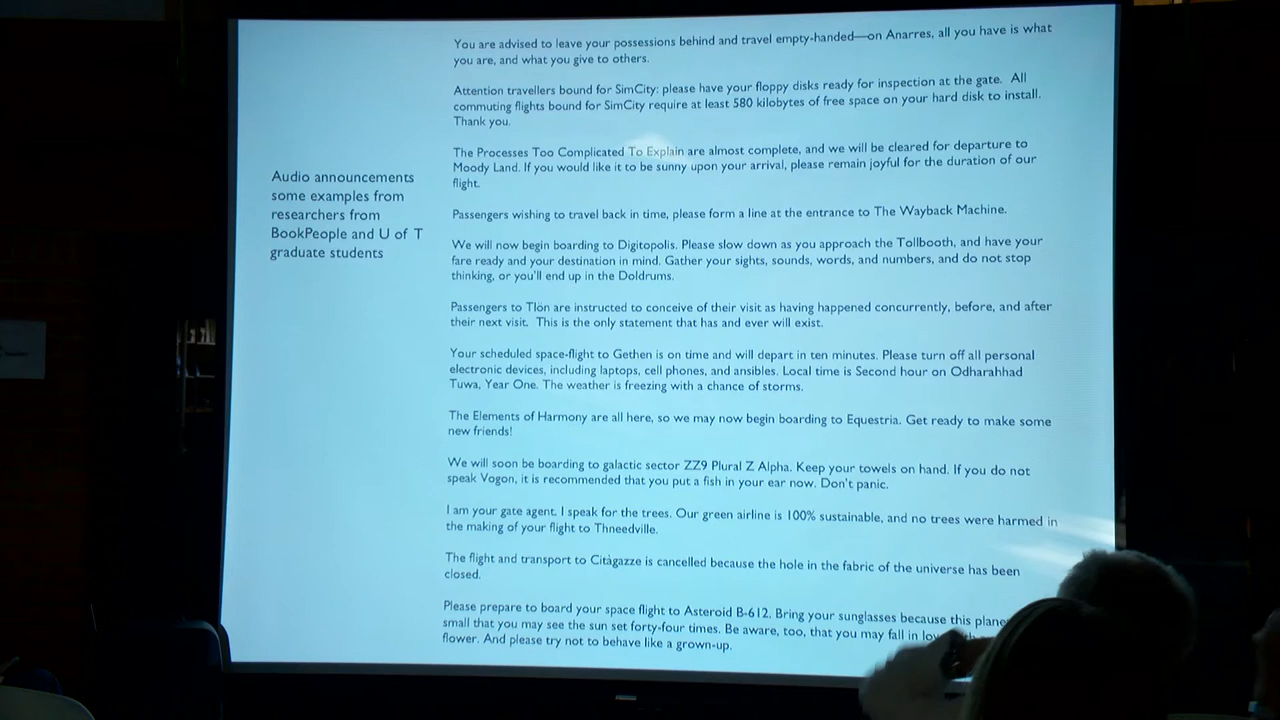 Audio announcements
some examples from
researchers from
BookPeople and U of T
graduate students
You are advised to leave your possessions behind and travel empty-handed—on Anarres, all you have is what
you are, and what you give to others.
Attention travellers bound for SimCity: please have your floppy disks ready for inspection at the gate. All
commuting flights bound for SimCity require at least 580 kilobytes of free space on your hard disk to install.
Thank you.
The Processes Too Complicated To Explain are almost complete, and we will be cleared for departure to
Moody Land. If you would like it to be sunny upon your arrival, please remain joyful for the duration of our
flight.
Passengers wishing to travel back in time, please form a line at the entrance to The Wayback Machine.
We will now begin boarding to Digitopolis. Please slow down as you approach the Tollbooth, and have your
fare ready and your destination in mind. Gather your sights, sounds, words, and numbers, and do not stop
thinking, or you'll end up in the Doldrums.
Passengers to Tlön are instructed to conceive of their visit as having happened concurrently, before, and after
their next visit. This is the only statement that has and ever will exist.
Your scheduled space-flight to Gethen is on time and will depart in ten minutes. Please turn off all personal
electronic devices, including laptops, cell phones, and ansibles. Local time is Second hour on Odharahhad
Tuwa, Year One. The weather is freezing with a chance of storms.
The Elements of Harmony are all here, so we may now begin boarding to Equestria. Get ready to make some
new friends!
We will soon be boarding to galactic sector ZZ9 Plural Z Alpha. Keep your towels on hand. If you do not
speak Vogon, it is recommended that you put a fish in your ear now. Don't panic.
I am your gate agent. I speak for the trees. Our green airline is 100% sustainable, and no trees were harmed in
the making of your flight to Thneedville.
The flight and transport to Citàgazze is cancelled because the hole in the fabric of the universe has been
closed.
Please prepare to board your space flight to Asteroid B-612. Bring your sunglasses because this
small that you may see the sun set forty-four times. Be aware, too, that you may fall in
flower. And please try not to behave like a grown-up.